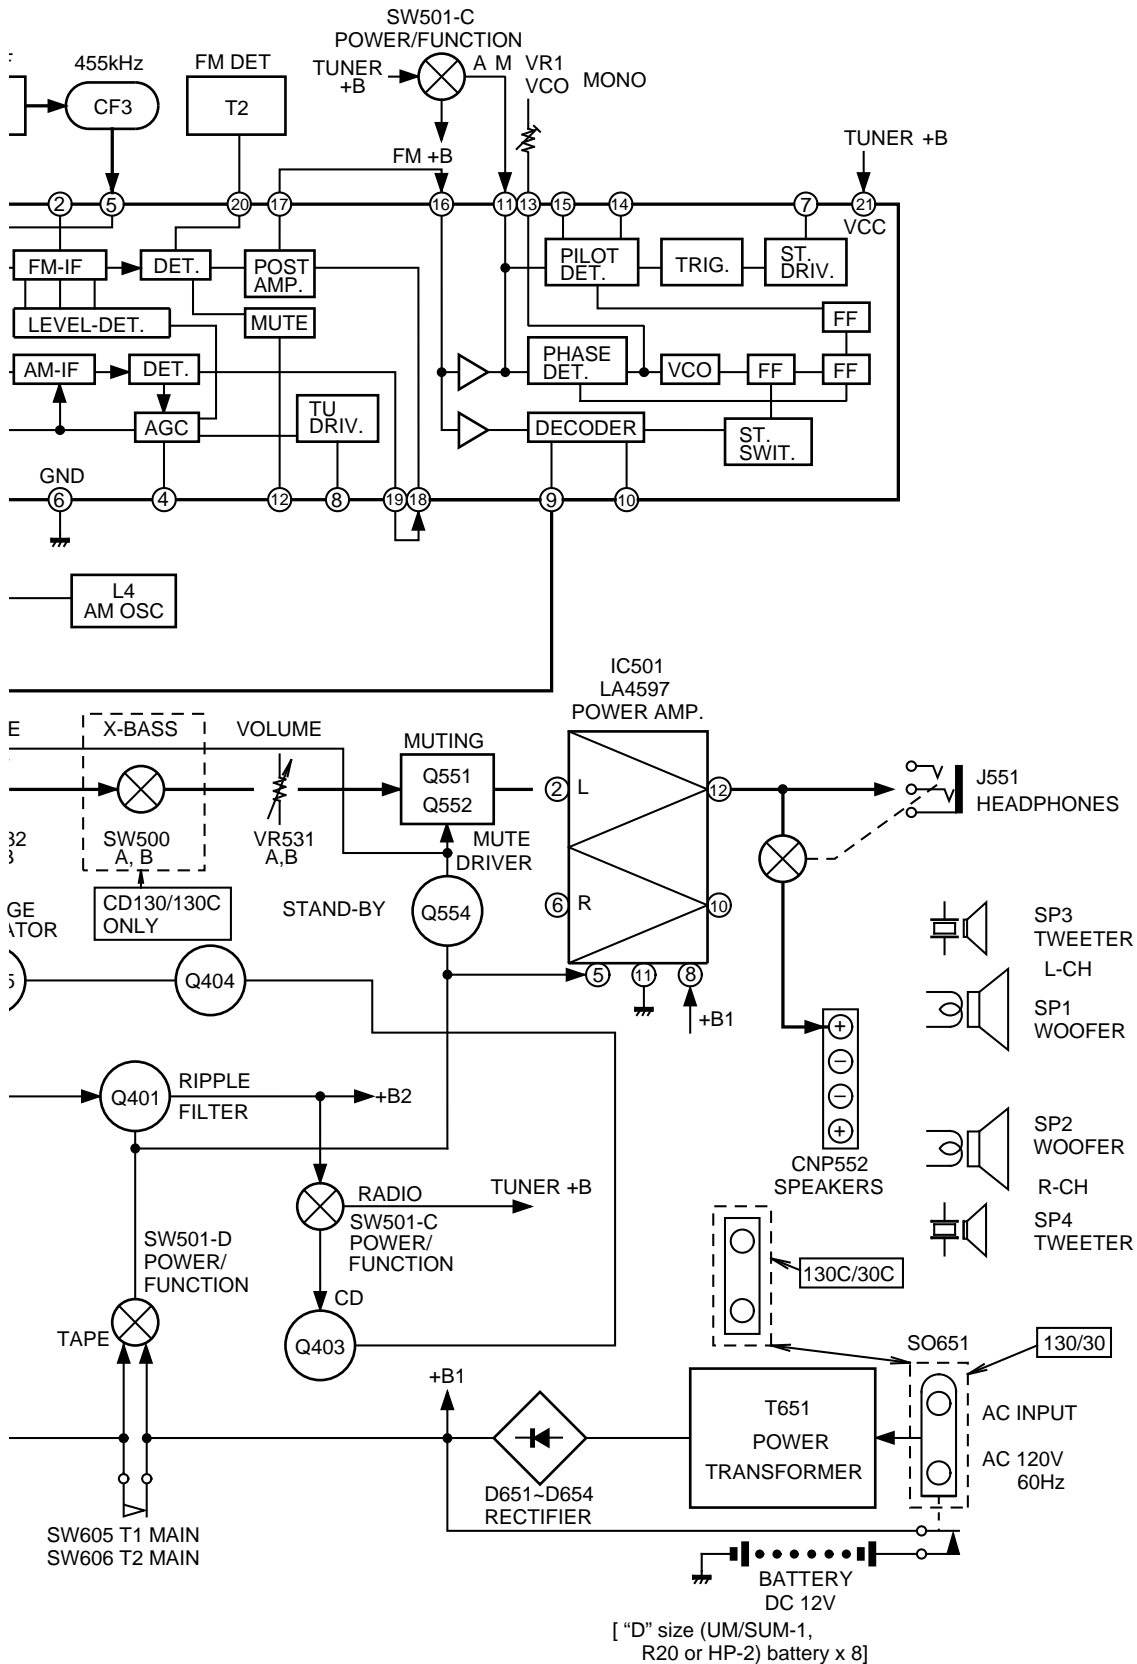 SW501-C
POWER/FUNCTION
455kHz
FM DET
TUNER
+B
A M
VR1
VCO
MONO
CF3
T2
FM +B
TUNER +B
2
5
20
17
16
11
13
15
14
7
21
VCC
FM-IF
DET.
POST
AMP.
PILOT
DET.
TRIG.
ST.
DRIV.
LEVEL-DET.
MUTE
FF
AM-IF
DET.
PHASE
DET.
VCO
FF
FF
AGC
TU
DRIV.
DECODER
ST.
SWIT.
GND
6
4
12
8
19
18
9
10
L4
AM OSC
IC501
LA4597
POWER AMP.
E
X-BASS
VOLUME
MUTING
Q551
Q552
2
L
12
J551
HEADPHONES
SW500
A, B
VR531
A,B
MUTE
DRIVER
CD130/130C
ONLY
STAND-BY
Q554
6
R
10
GE
ATOR
SP3
TWEETER
L-CH
SP1
WOOFER
5
Q404
5
11
8
+B1
+
−
−
+
Q401
RIPPLE
FILTER
+B2
SP2
WOOFER
R-CH
SP4
TWEETER
CNP552
SPEAKERS
RADIO
TUNER +B
SW501-C
POWER/
FUNCTION
SW501-D
POWER/
FUNCTION
130C/30C
CD
TAPE
Q403
SO651
130/30
+B1
T651
POWER
TRANSFORMER
AC INPUT
AC 120V
60Hz
D651~D654
RECTIFIER
SW605 T1 MAIN
SW606 T2 MAIN
BATTERY
DC 12V
[ “D” size (UM/SUM-1,
R20 or HP-2) battery x 8]